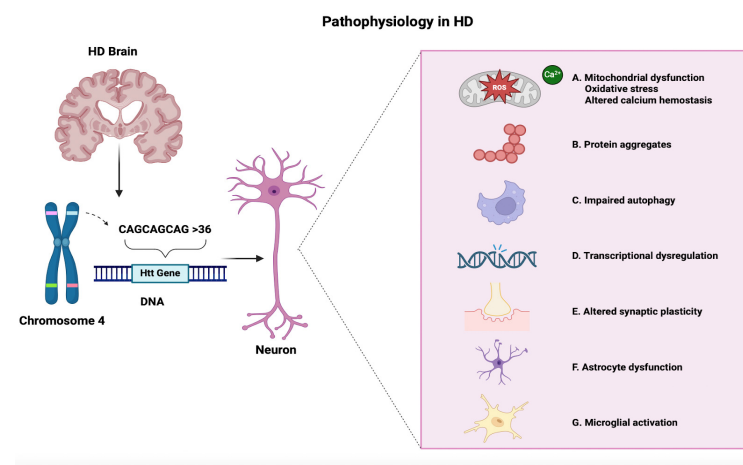 Pathophysiology in HD
HD Brain
CAGCAGCAG >36
Htt Gene
DNA
Chromosome 4
Neuron
ROS
Ca²⁺
A. Mitochondrial dysfunction
Oxidative stress
Altered calcium hemostasis
B. Protein aggregates
C. Impaired autophagy
D. Transcriptional dysregulation
E. Altered synaptic plasticity
F. Astrocyte dysfunction
G. Microglial activation